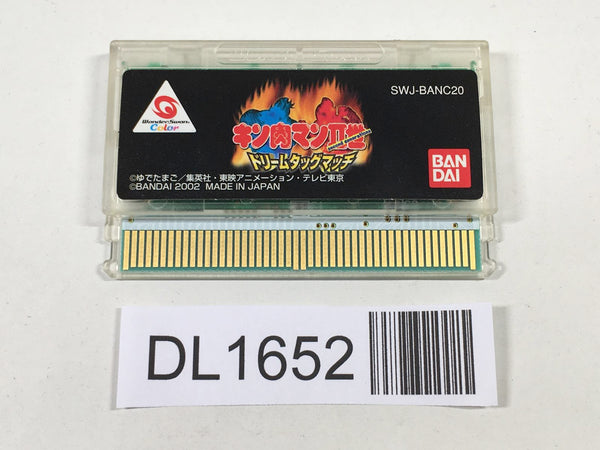 SWJ-BANC20
WonderSwan
Color
キン肉マンⅡ世
ドリームタッグマッチ
BAN
DAI
©ゆでたまご／集英社・東映アニメーション・テレビ東京
©BANDAI 2002 MADE IN JAPAN
DL1652